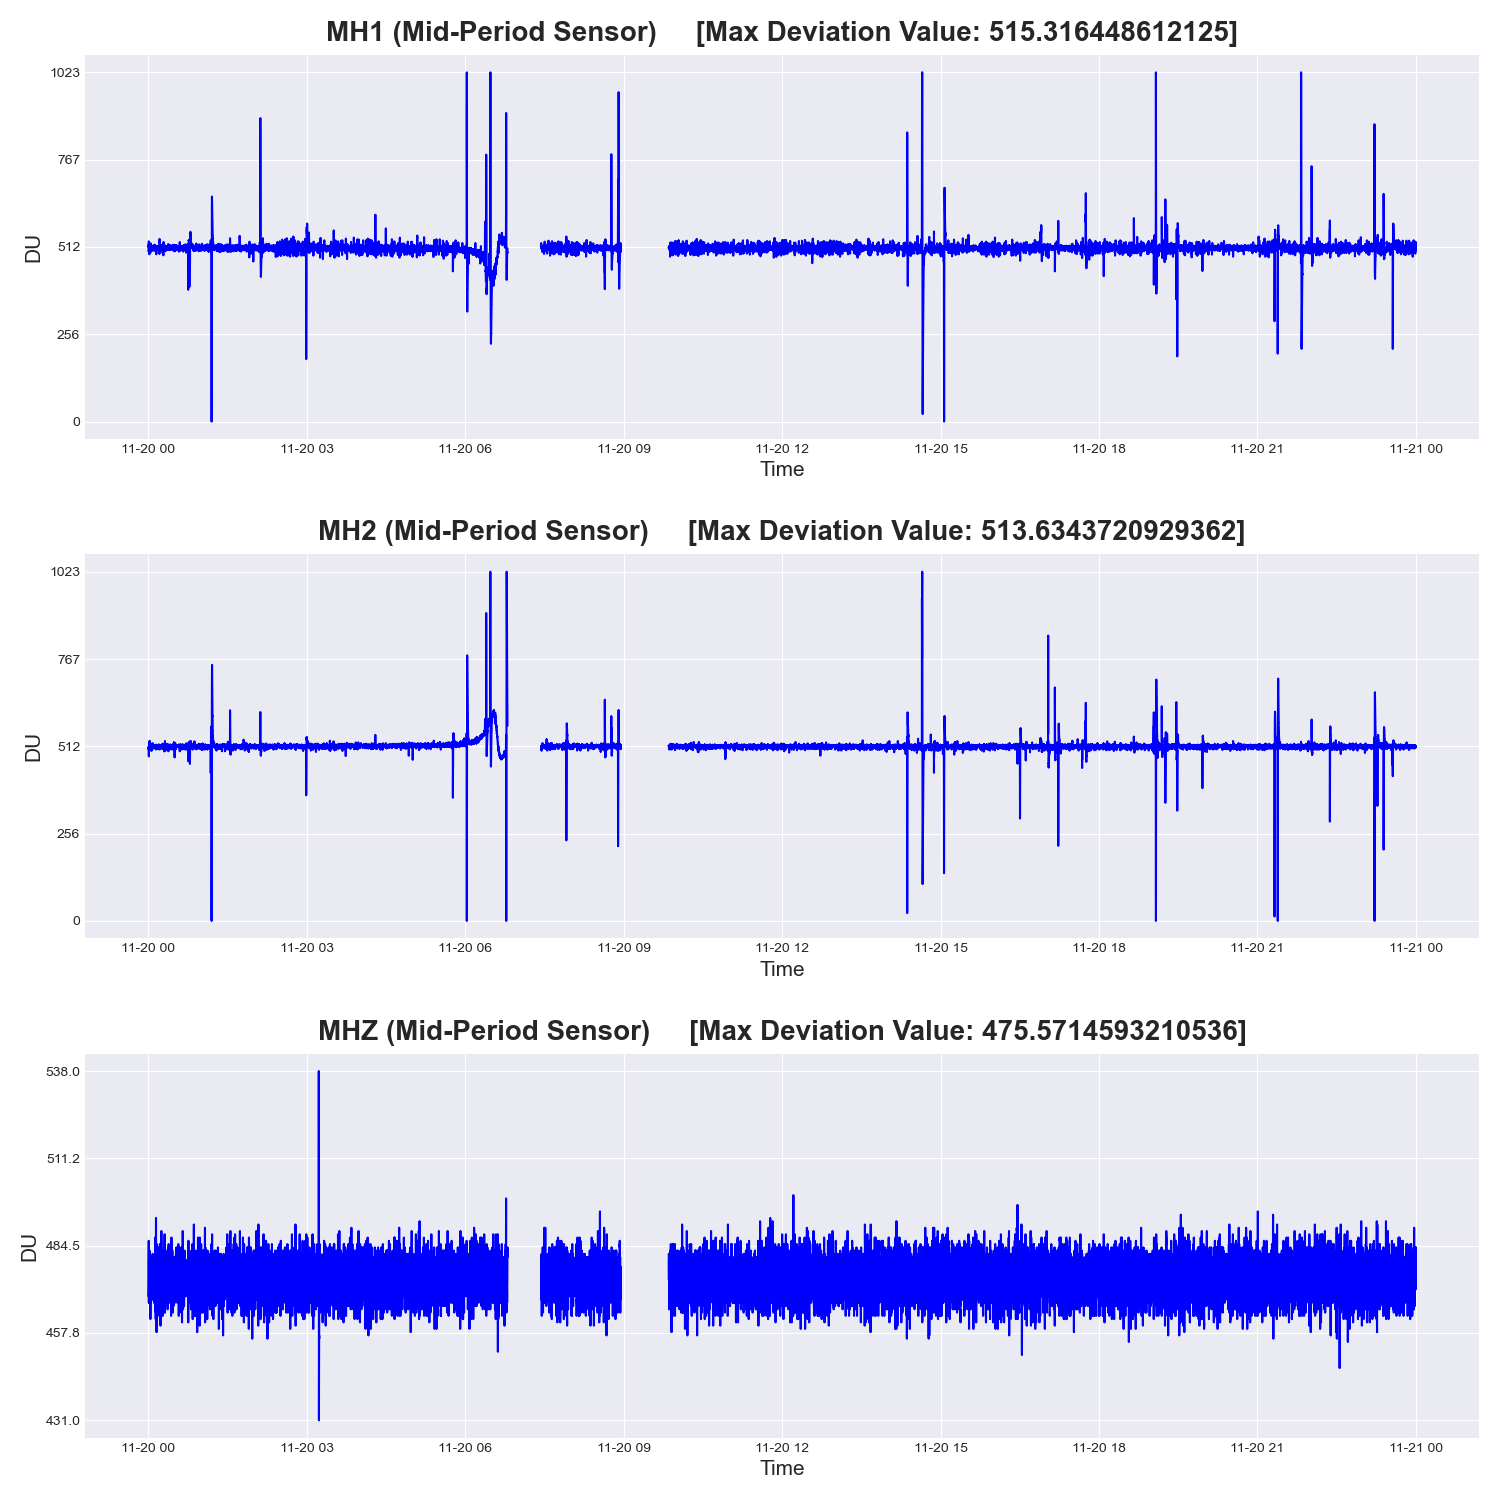 MH1 (Mid-Period Sensor) [Max Deviation Value: 515.316448612125]
1023
767
512
256
0
DU
11-20 00 11-20 03 11-20 06 11-20 09 11-20 12 11-20 15 11-20 18 11-20 21 11-21 00
Time
MH2 (Mid-Period Sensor) [Max Deviation Value: 513.6343720929362]
1023
767
512
256
0
DU
11-20 00 11-20 03 11-20 06 11-20 09 11-20 12 11-20 15 11-20 18 11-20 21 11-21 00
Time
MHZ (Mid-Period Sensor) [Max Deviation Value: 475.5714593210536]
538.0
511.2
484.5
457.8
431.0
DU
11-20 00 11-20 03 11-20 06 11-20 09 11-20 12 11-20 15 11-20 18 11-20 21 11-21 00
Time